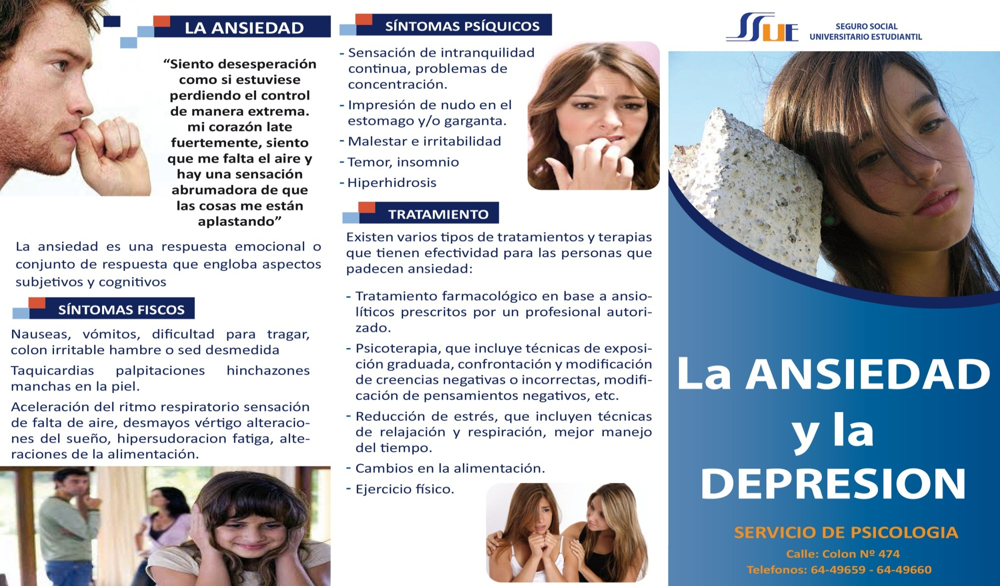 LA ANSIEDAD
“Siento desesperación
como si estuviese
perdiendo el control
de manera extrema.
mi corazón late
fuertemente, siento
que me falta el aire y
hay una sensación
abrumadora de que
las cosas me están
aplastando”
La ansiedad es una respuesta emocional o
conjunto de respuesta que engloba aspectos
subjetivos y cognitivos
SÍNTOMAS FISCOS
Nauseas, vómitos, dificultad para tragar,
colon irritable hambre o sed desmedida
Taquicardias palpitaciones hinchazones
manchas en la piel.
Aceleración del ritmo respiratorio sensación
de falta de aire, desmayos vértigo alteracio-
nes del sueño, hipersudoracion fatiga, alte-
raciones de la alimentación.
SÍNTOMAS PSÍQUICOS
- Sensación de intranquilidad
continua, problemas de
concentración.
- Impresión de nudo en el
estomago y/o garganta.
- Malestar e irritabilidad
- Temor, insomnio
- Hiperhidrosis
TRATAMIENTO
Existen varios tipos de tratamientos y terapias
que tienen efectividad para las personas que
padecen ansiedad:
- Tratamiento farmacológico en base a ansio-
líticos prescritos por un profesional autori-
zado.
- Psicoterapia, que incluye técnicas de exposi-
ción graduada, confrontación y modificación
de creencias negativas o incorrectas, modifi-
cación de pensamientos negativos, etc.
- Reducción de estrés, que incluyen técnicas
de relajación y respiración, mejor manejo
del tiempo.
- Cambios en la alimentación.
- Ejercicio físico.
SSUE
SEGURO SOCIAL
UNIVERSITARIO ESTUDIANTIL
La ANSIEDAD
y la
DEPRESION
SERVICIO DE PSICOLOGIA
Calle: Colon Nº 474
Telefonos: 64-49659 - 64-49660